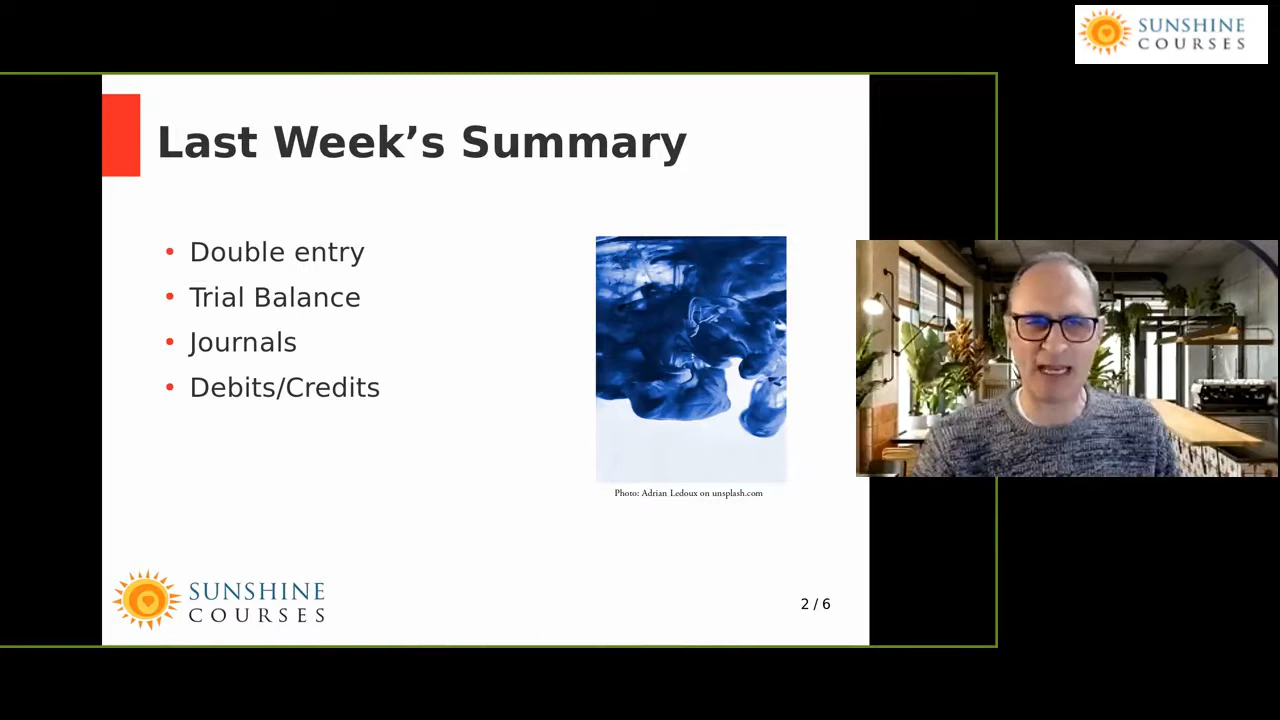 SUNSHINE
COURSES
Last Week’s Summary
• Double entry
• Trial Balance
• Journals
• Debits/Credits
Photo: Adrian Ledoux on unsplash.com
SUNSHINE
COURSES
2 / 6